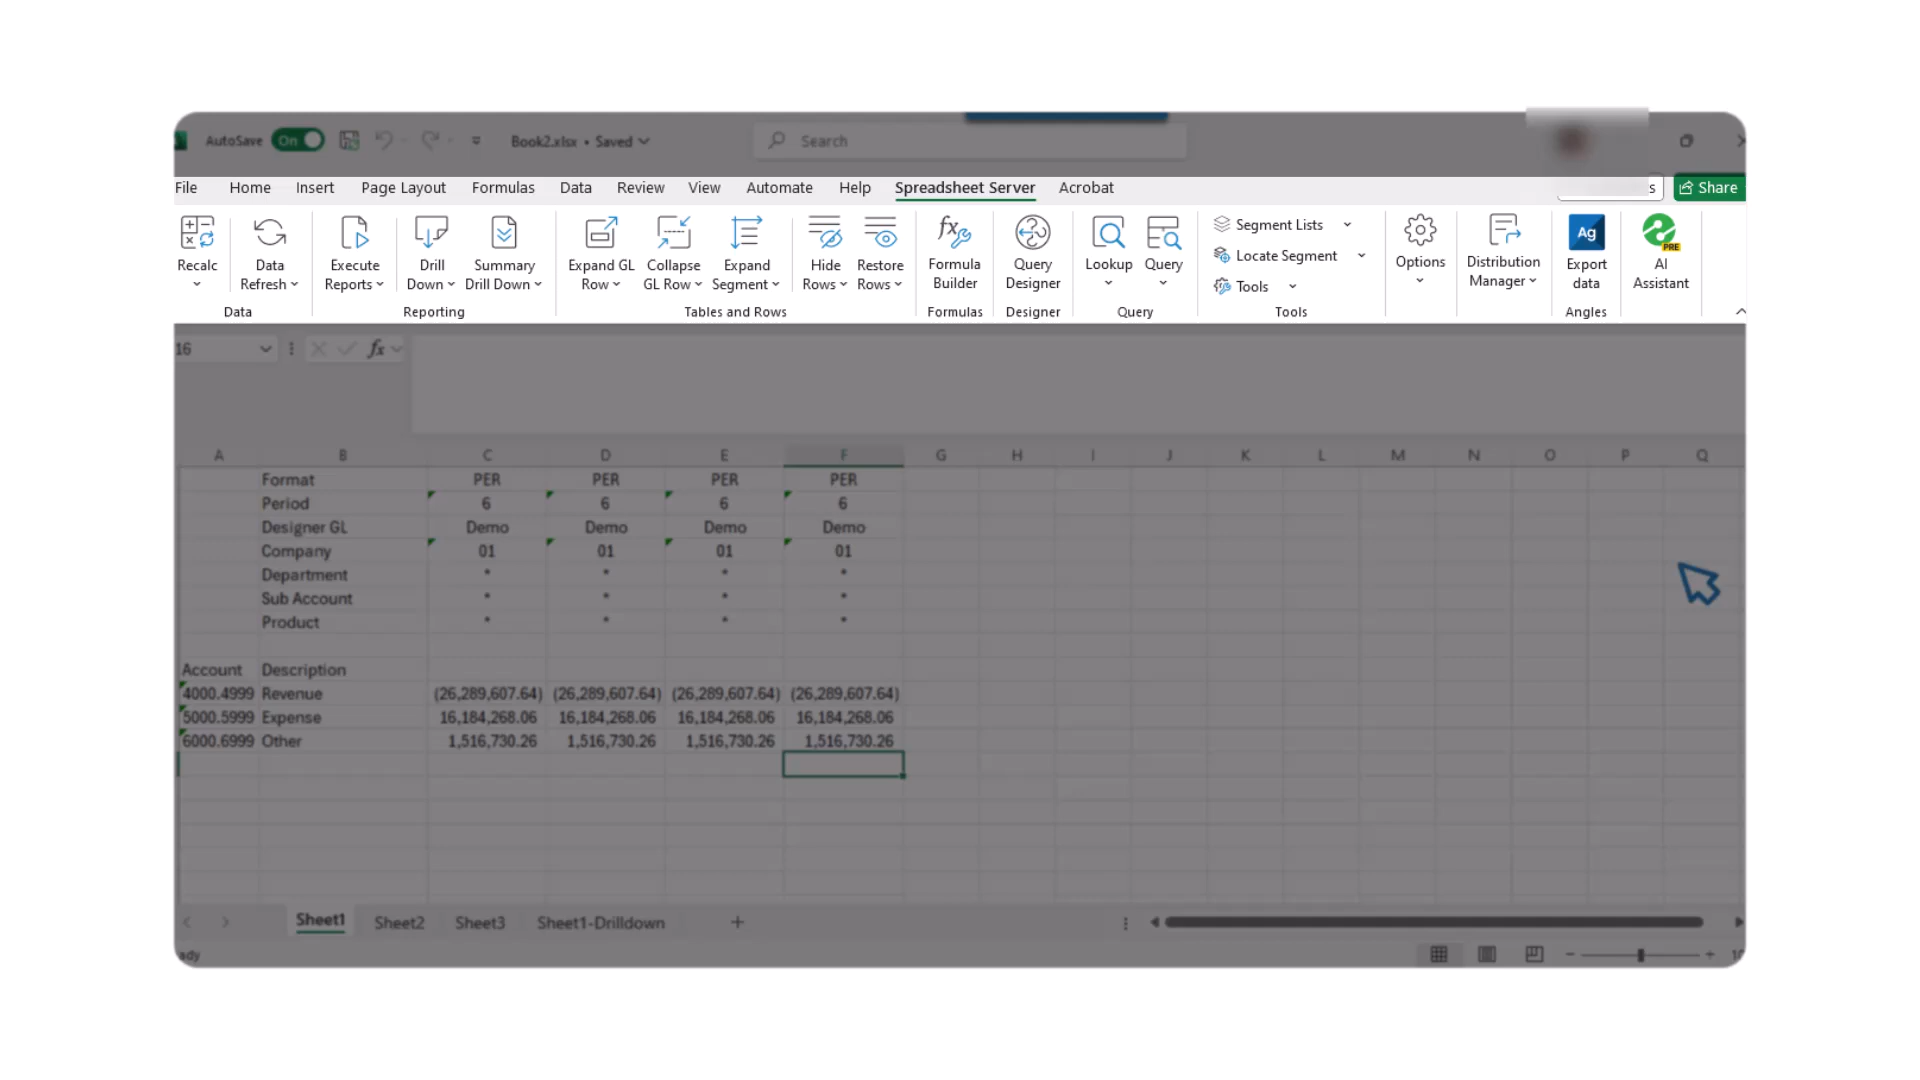 AutoSave On Book2.xlsx • Saved Search
File Home Insert Page Layout Formulas Data Review View Automate Help Spreadsheet Server Acrobat s Share
Recalc
Data Refresh
Execute Reports
Drill Down
Summary Drill Down
Expand GL Row
Collapse GL Row
Expand Segment
Hide Rows
Restore Rows
Formula Builder
Query Designer
Lookup
Query
Segment Lists
Locate Segment
Tools
Options
Distribution Manager
Ag
Export data
PRE
AI Assistant
Data Reporting Tables and Rows Formulas Designer Query Tools Angles
16 fx
A B C D E F G H I J K L M N O P Q
Format PER PER PER PER
Period 6 6 6 6
Designer GL Demo Demo Demo Demo
Company 01 01 01 01
Department * * * *
Sub Account * * * *
Product * * * *
Account Description
4000.4999 Revenue (26,289,607.64) (26,289,607.64) (26,289,607.64) (26,289,607.64)
5000.5999 Expense 16,184,268.06 16,184,268.06 16,184,268.06 16,184,268.06
6000.6999 Other 1,516,730.26 1,516,730.26 1,516,730.26 1,516,730.26
Sheet1 Sheet2 Sheet3 Sheet1-Drilldown
ady